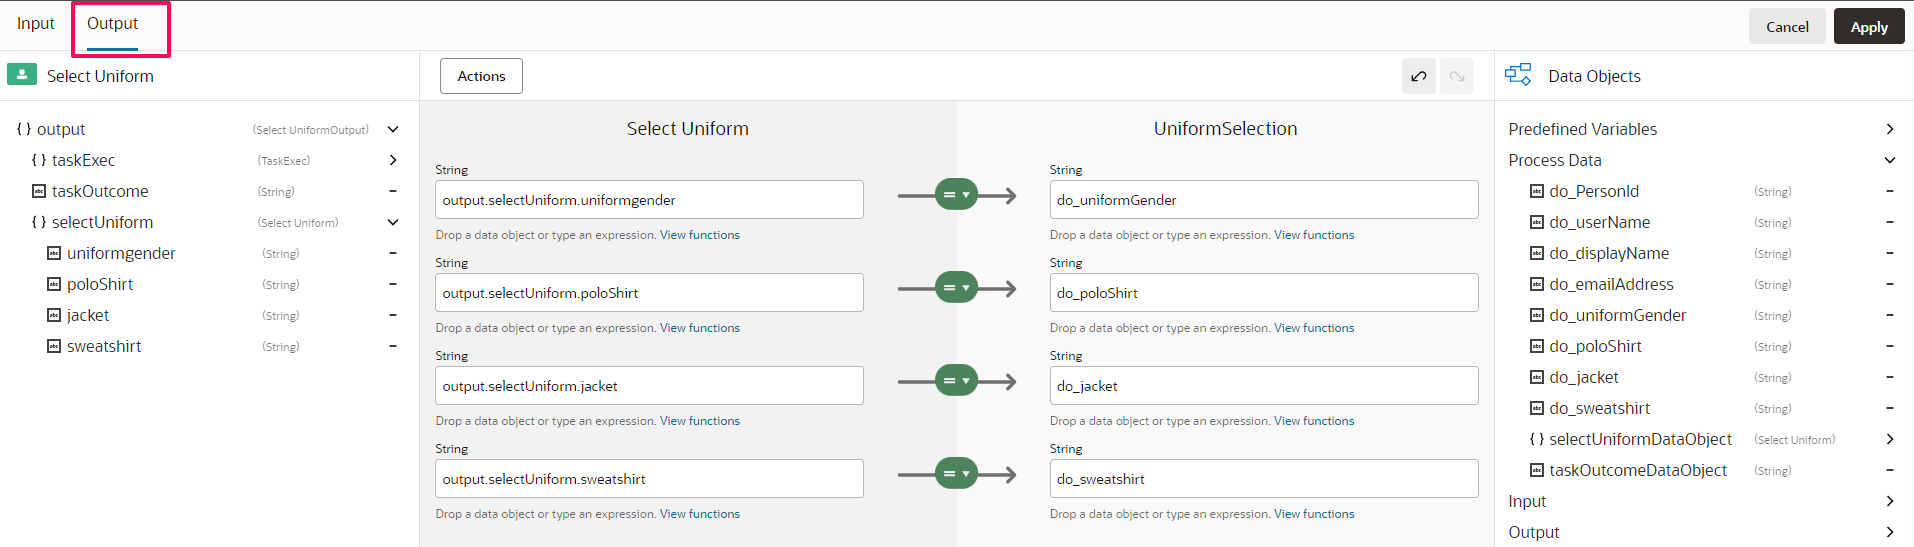 Input Output Cancel Apply
Select Uniform Actions Data Objects
output (Select UniformOutput)
taskExec (TaskExec)
taskOutcome (String)
selectUniform (Select Uniform)
uniformgender (String)
poloShirt (String)
jacket (String)
sweatshirt (String)
Select Uniform UniformSelection
String String
output.selectUniform.uniformgender = do_uniformGender
Drop a data object or type an expression. View functions Drop a data object or type an expression. View functions
String String
output.selectUniform.poloShirt = do_poloShirt
Drop a data object or type an expression. View functions Drop a data object or type an expression. View functions
String String
output.selectUniform.jacket = do_jacket
Drop a data object or type an expression. View functions Drop a data object or type an expression. View functions
String String
output.selectUniform.sweatshirt = do_sweatshirt
Drop a data object or type an expression. View functions Drop a data object or type an expression. View functions
Predefined Variables
Process Data
do_PersonId (String)
do_userName (String)
do_displayName (String)
do_emailAddress (String)
do_uniformGender (String)
do_poloShirt (String)
do_jacket (String)
do_sweatshirt (String)
selectUniformDataObject (Select Uniform)
taskOutcomeDataObject (String)
Input
Output